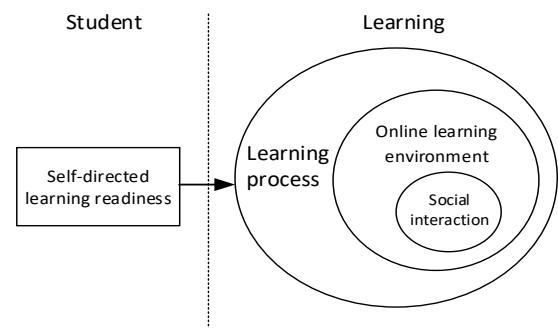 Student
Learning
Self-directed
learning readiness
Learning
process
Online learning
environment
Social
interaction